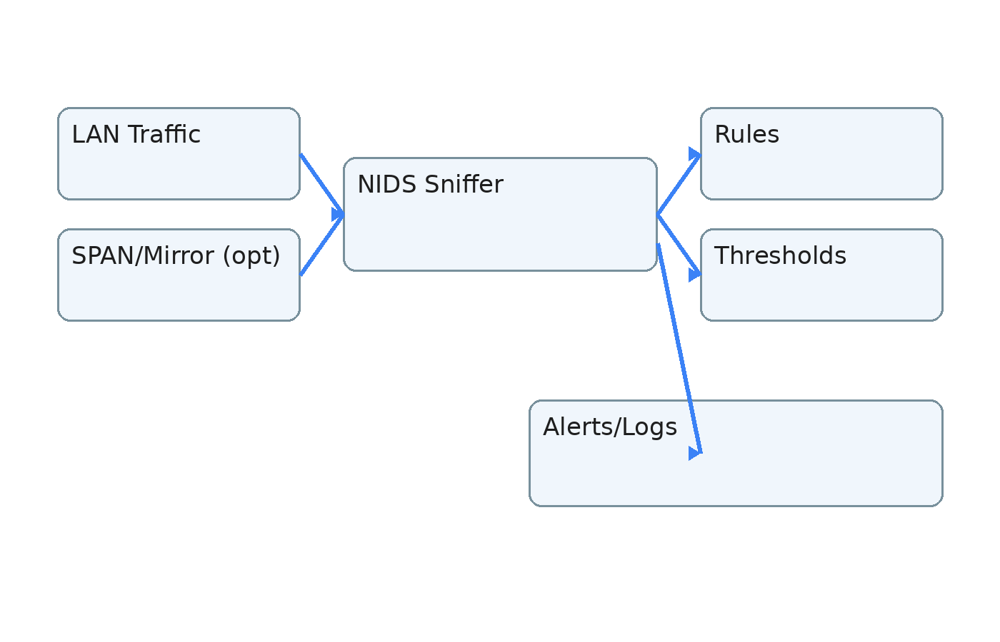 LAN Traffic
SPAN/Mirror (opt)
NIDS Sniffer
Rules
Thresholds
Alerts/Logs